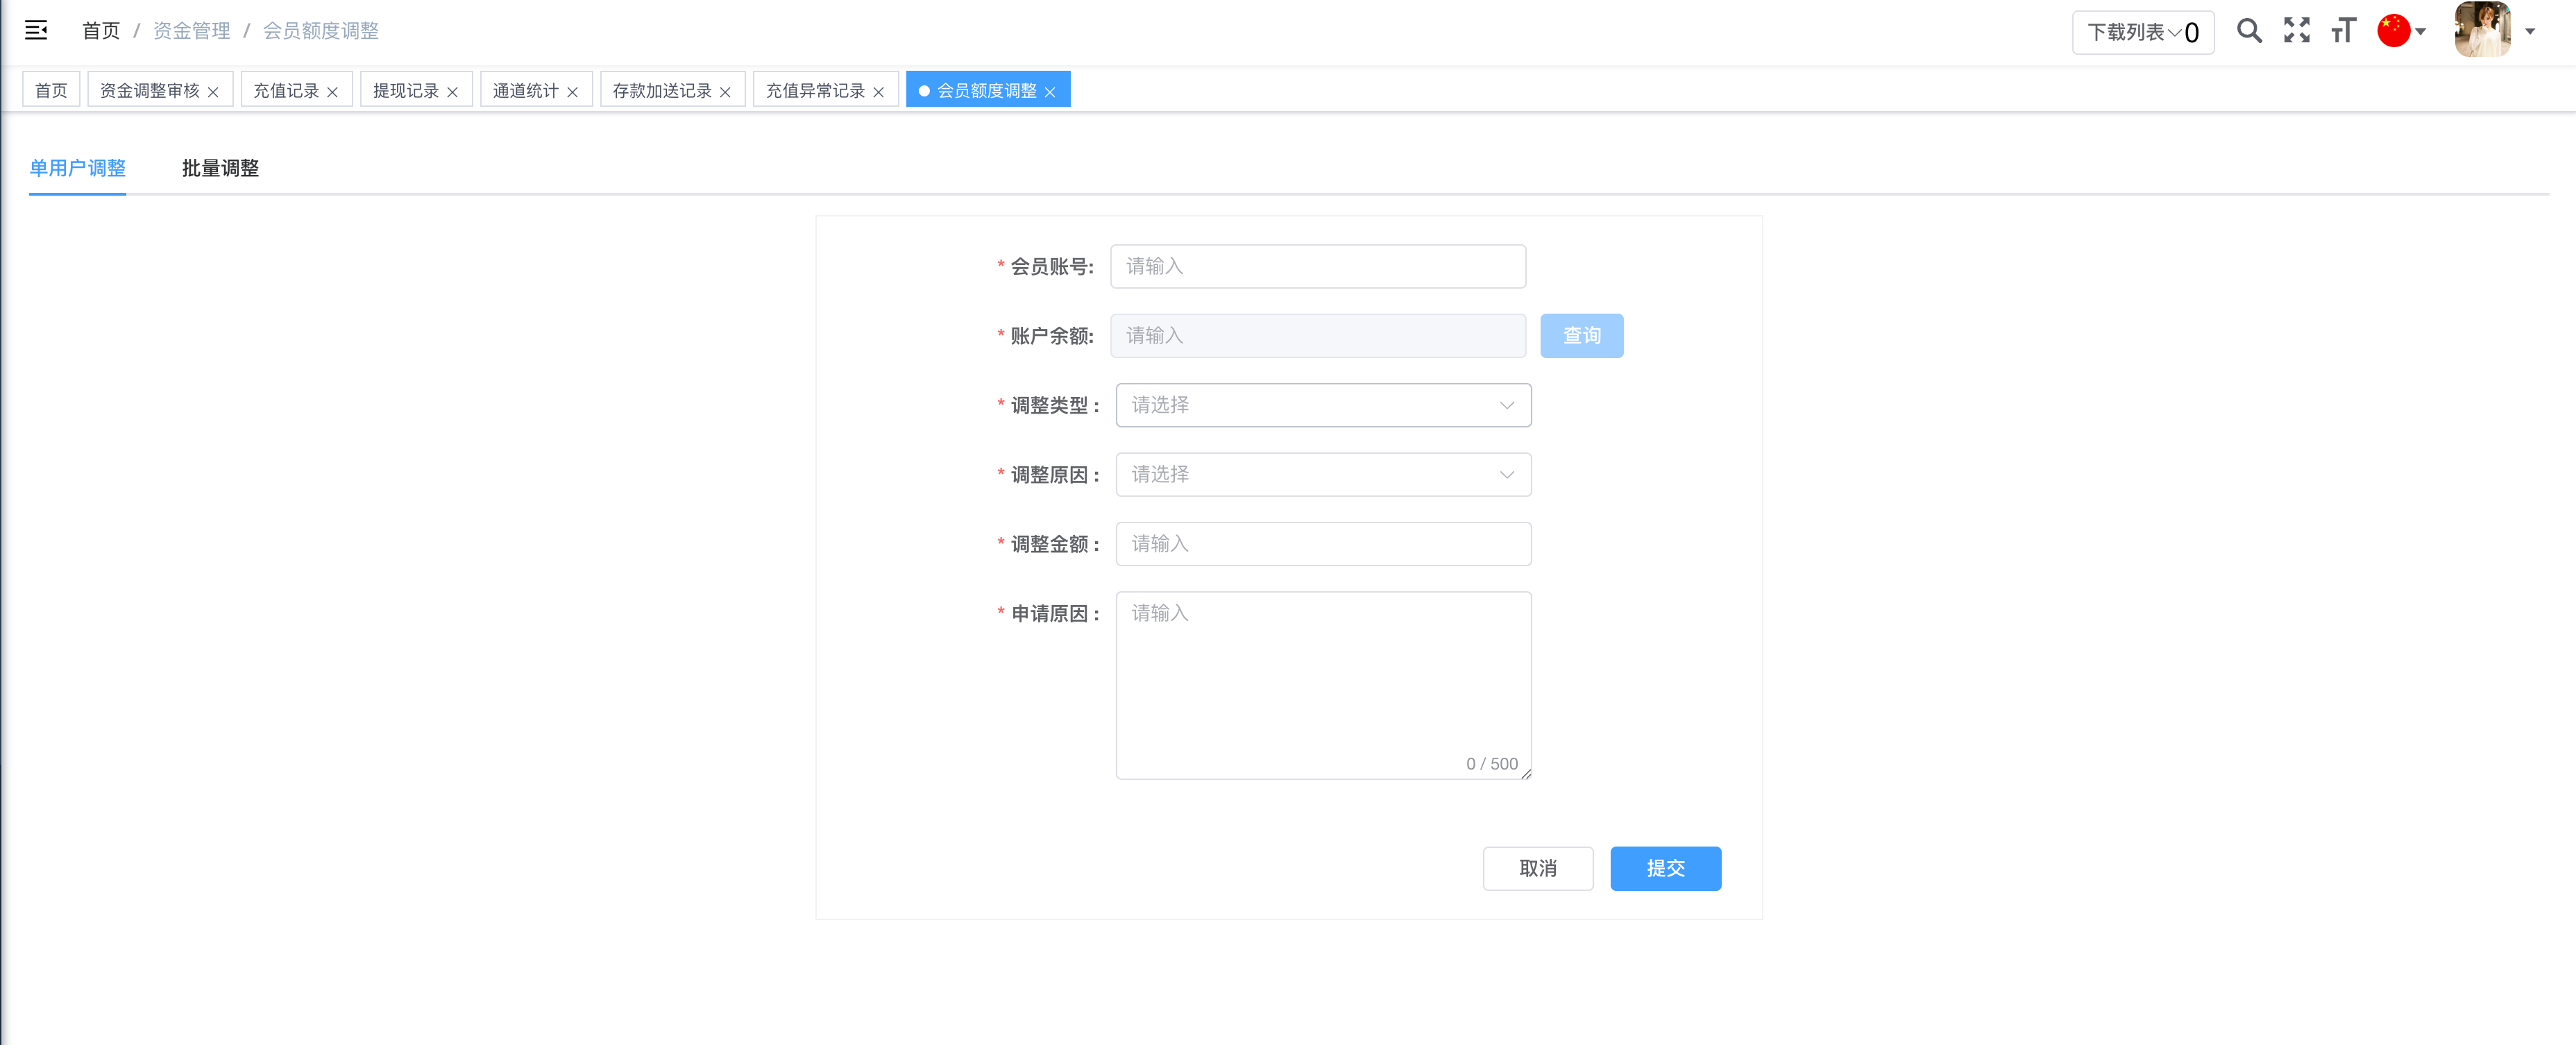 首页 / 资金管理 / 会员额度调整
下载列表 0
首页 资金调整审核 充值记录 提现记录 通道统计 存款加送记录 充值异常记录 会员额度调整
单用户调整 批量调整
* 会员账号: 请输入
* 账户余额: 请输入 查询
* 调整类型： 请选择
* 调整原因： 请选择
* 调整金额： 请输入
* 申请原因： 请输入
0 / 500
取消 提交